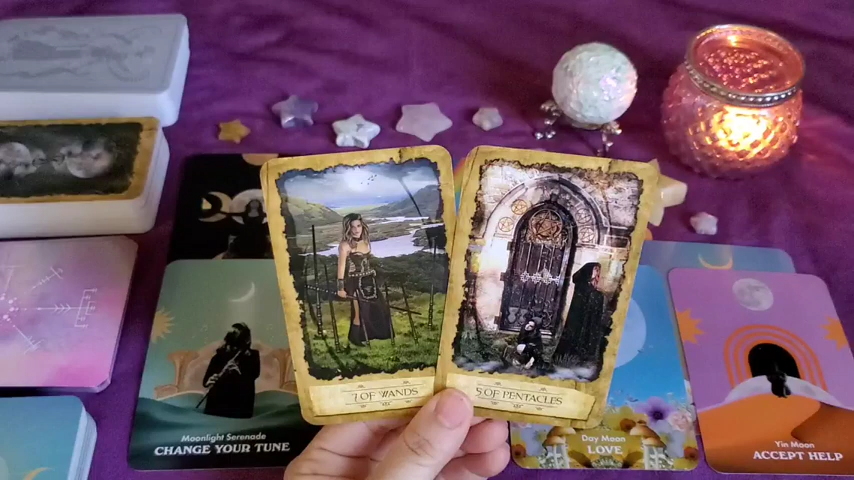 7 OF WANDS
5 OF PENTACLES
Moonlight Serenade
CHANGE YOUR TUNE
Day Moon
LOVE
Yin Moon
ACCEPT HELP